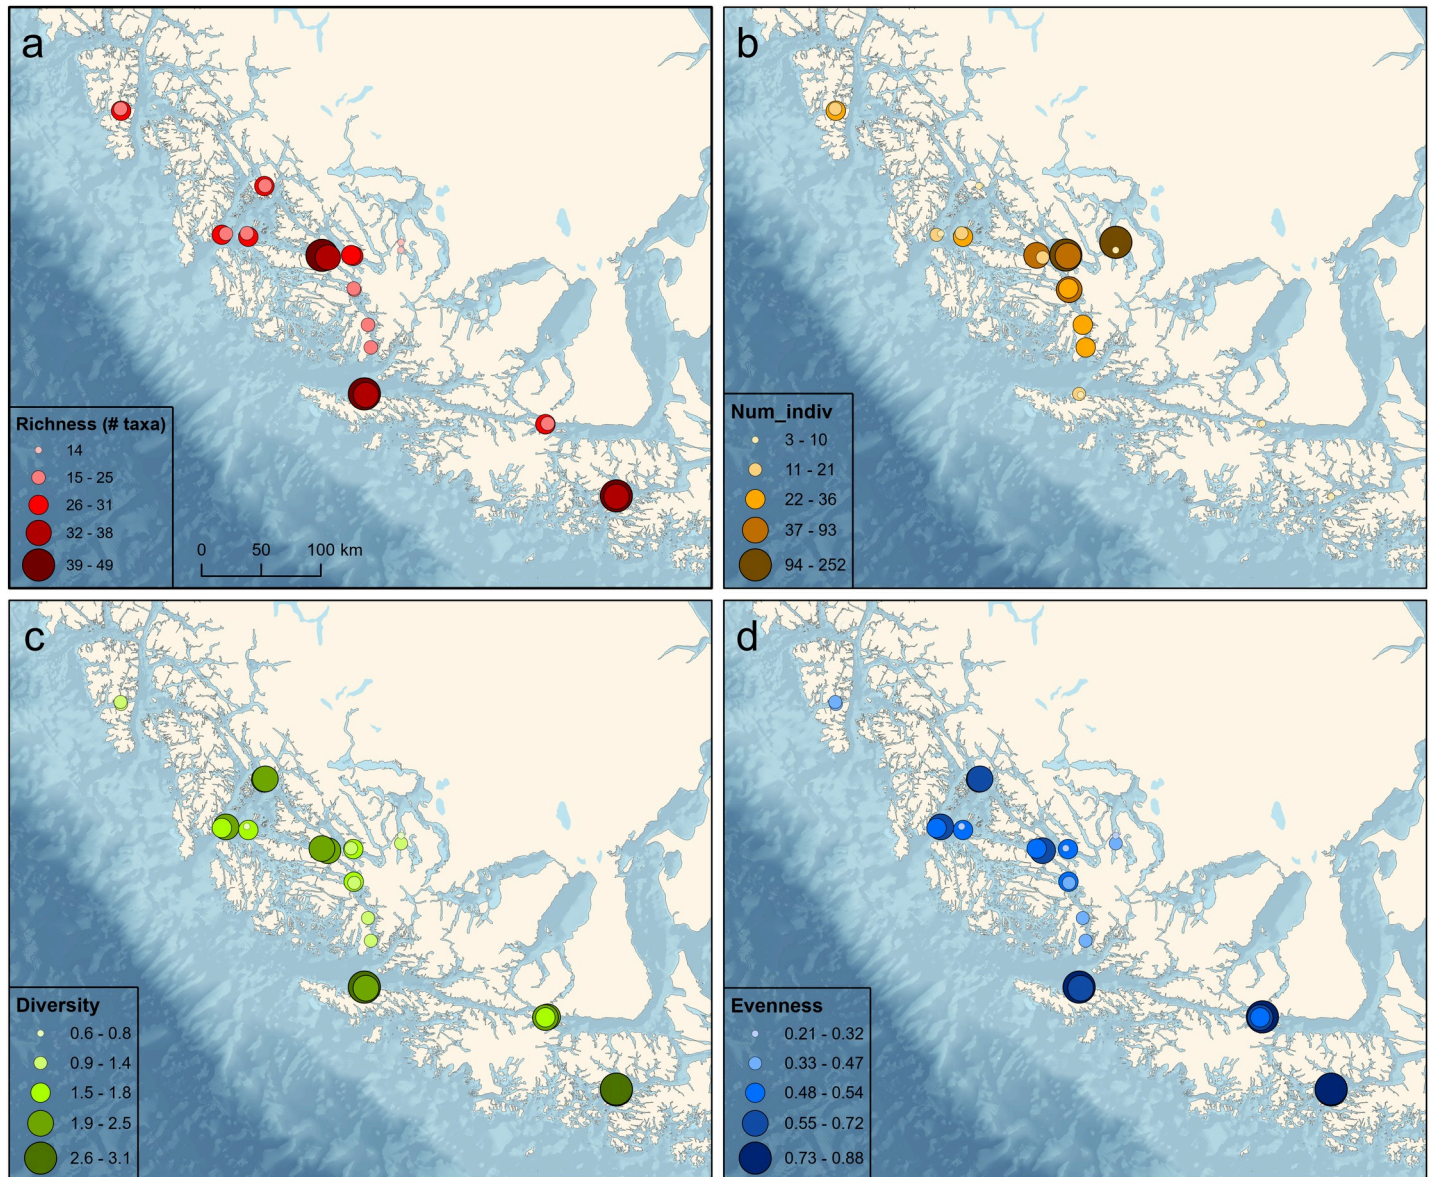 a
Richness (# taxa)
14
15 - 25
26 - 31
32 - 38
39 - 49
0 50 100 km
b
Num_indiv
3 - 10
11 - 21
22 - 36
37 - 93
94 - 252
c
Diversity
0.6 - 0.8
0.9 - 1.4
1.5 - 1.8
1.9 - 2.5
2.6 - 3.1
d
Evenness
0.21 - 0.32
0.33 - 0.47
0.48 - 0.54
0.55 - 0.72
0.73 - 0.88